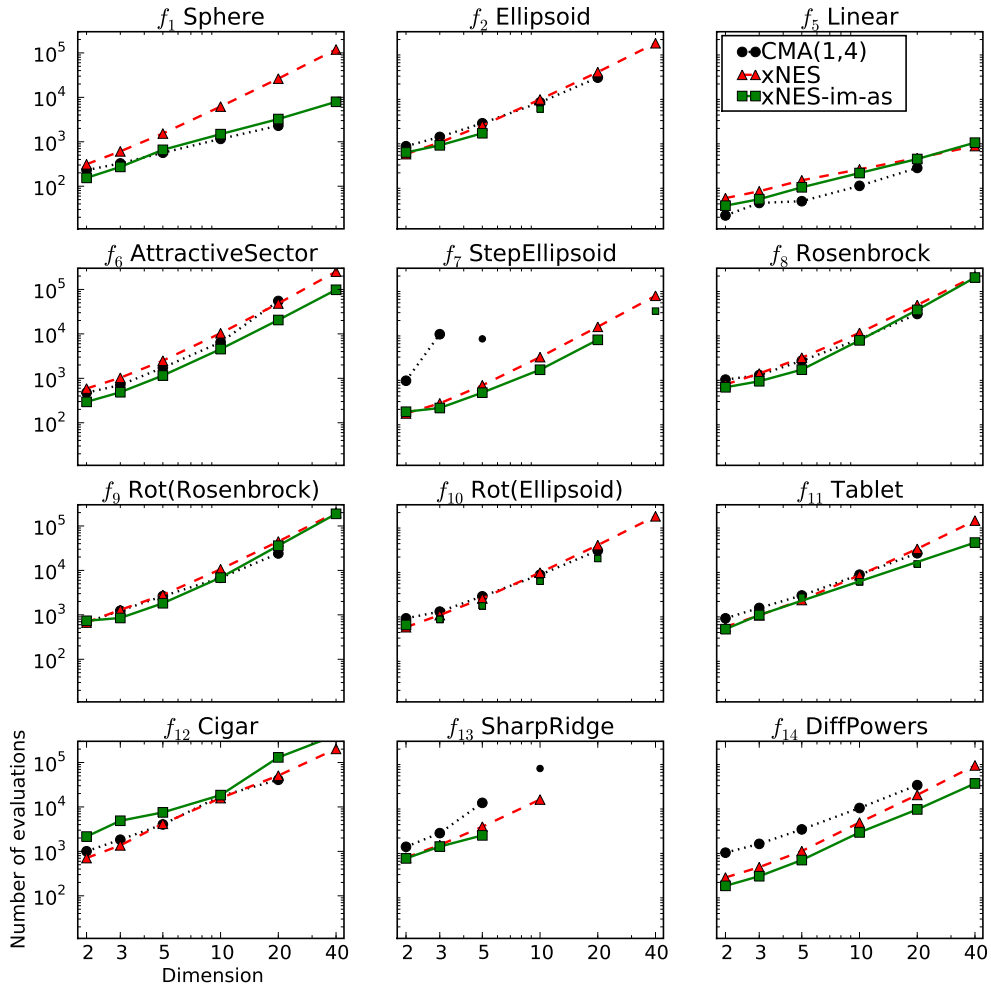 f1 Sphere
f2 Ellipsoid
f5 Linear
10^5
10^4
10^3
10^2
CMA(1,4)
xNES
xNES-im-as
f6 AttractiveSector
f7 StepEllipsoid
f8 Rosenbrock
10^5
10^4
10^3
10^2
f9 Rot(Rosenbrock)
f10 Rot(Ellipsoid)
f11 Tablet
10^5
10^4
10^3
10^2
f12 Cigar
f13 SharpRidge
f14 DiffPowers
10^5
10^4
10^3
10^2
Number of evaluations
2 3 5 10 20 40
2 3 5 10 20 40
2 3 5 10 20 40
Dimension